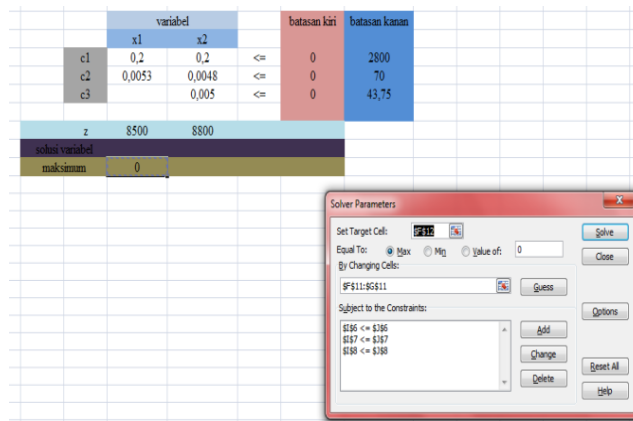 variabel batasan kiri batasan kanan
x1 x2
c1 0,2 0,2 <= 0 2800
c2 0,0053 0,0048 <= 0 70
c3 0,005 <= 0 43,75
z 8500 8800
solusi variabel
maksimum 0
Solver Parameters
Set Target Cell: $F$12 Solve
Equal To: Max Min Value of: 0 Close
By Changing Cells:
$F$11:$G$11 Guess
Subject to the Constraints: Options
$I$6 <= $J$6 Add
$I$7 <= $J$7
$I$8 <= $J$8
Change
Reset All
Delete
Help